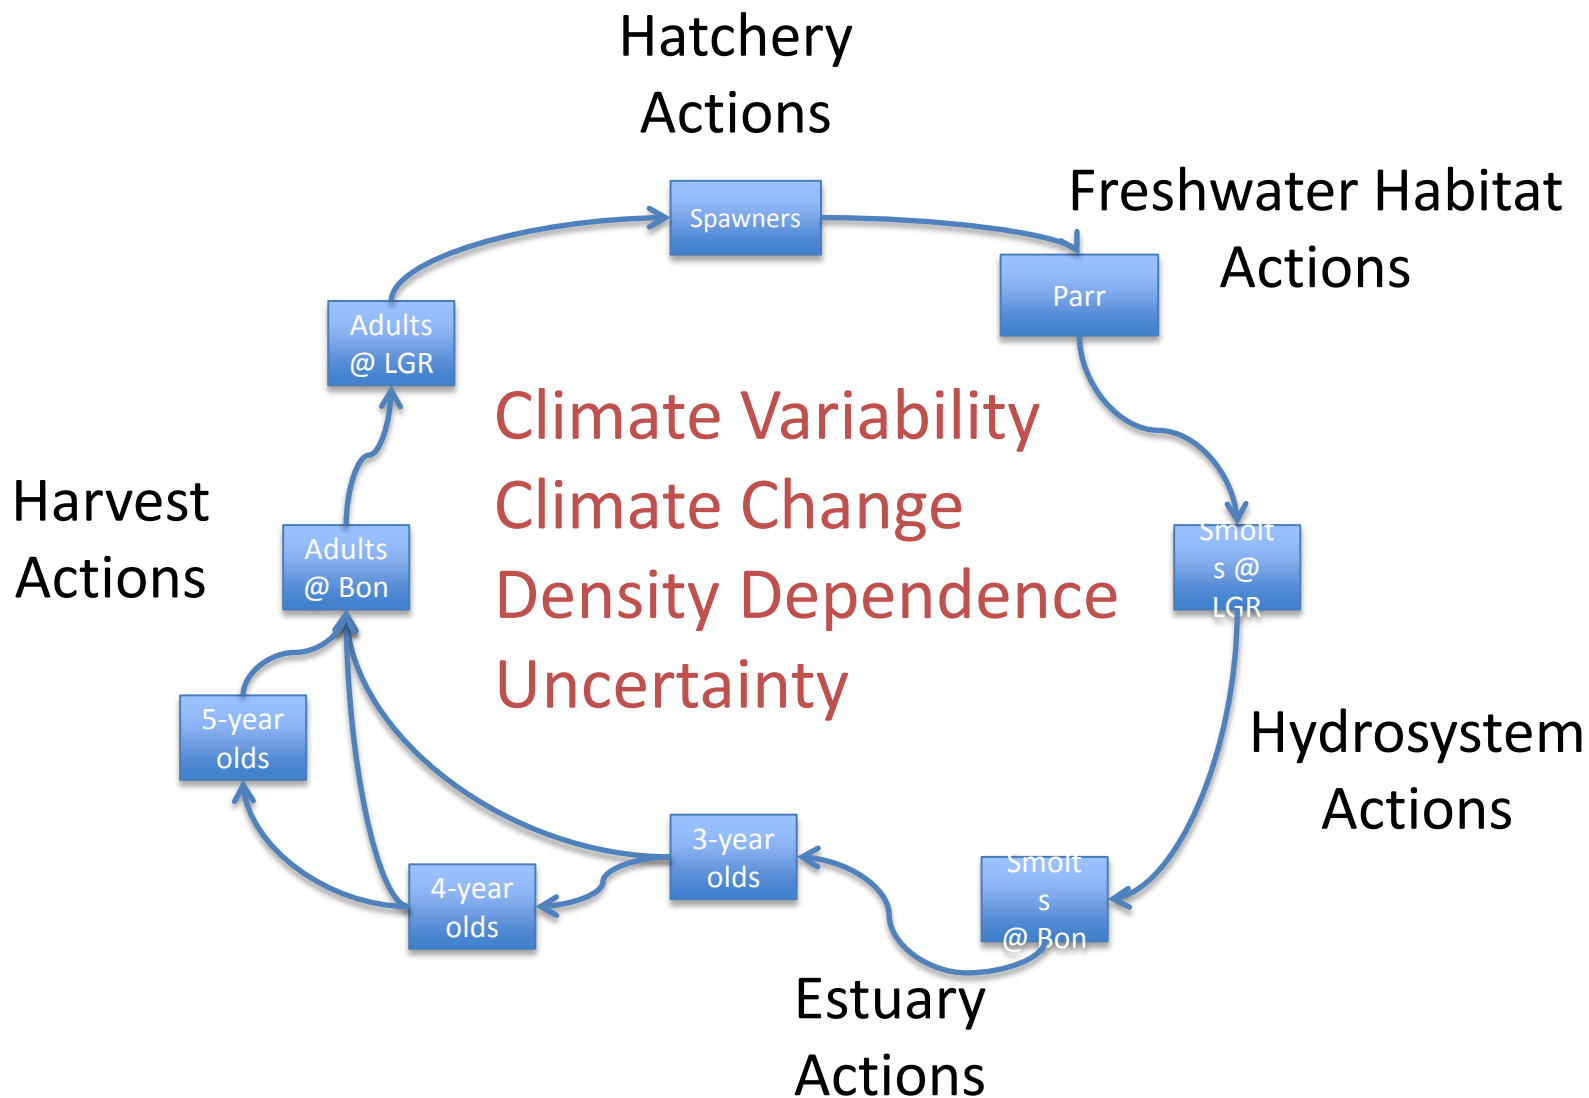 Hatchery
Actions
Spawners
Freshwater Habitat
Actions
Parr
Adults
@ LGR
Climate Variability
Climate Change
Density Dependence
Uncertainty
Harvest
Actions
Adults
@ Bon
Smolt
s @
LGR
5-year
olds
Hydrosystem
Actions
3-year
olds
4-year
olds
Smolt
s
@ Bon
Estuary
Actions